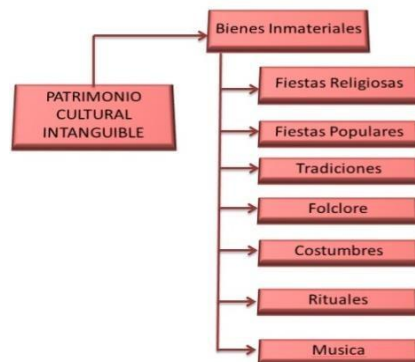 Bienes Inmateriales
PATRIMONIO
CULTURAL
INTANGUIBLE
Fiestas Religiosas
Fiestas Populares
Tradiciones
Folclore
Costumbres
Rituales
Musica